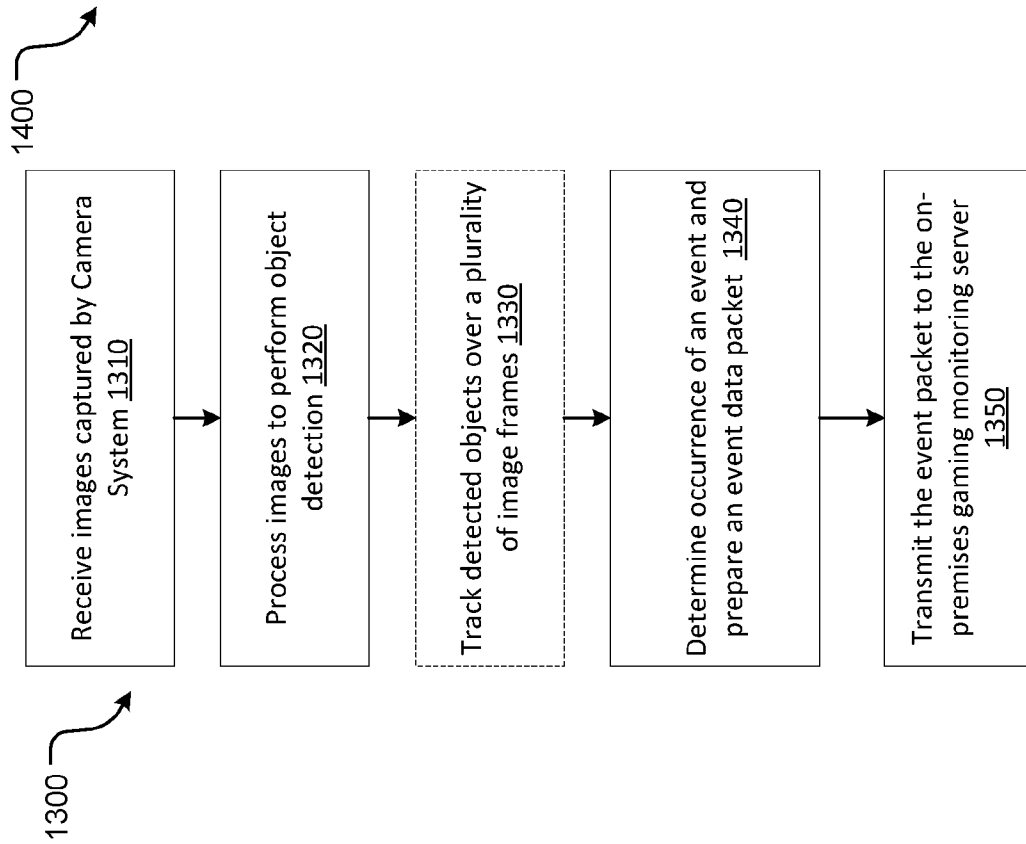 1300
1400
Receive images captured by Camera
System 1310
Process images to perform object
detection 1320
Track detected objects over a plurality
of image frames 1330
Determine occurrence of an event and
prepare an event data packet 1340
Transmit the event packet to the on-
premises gaming monitoring server
1350